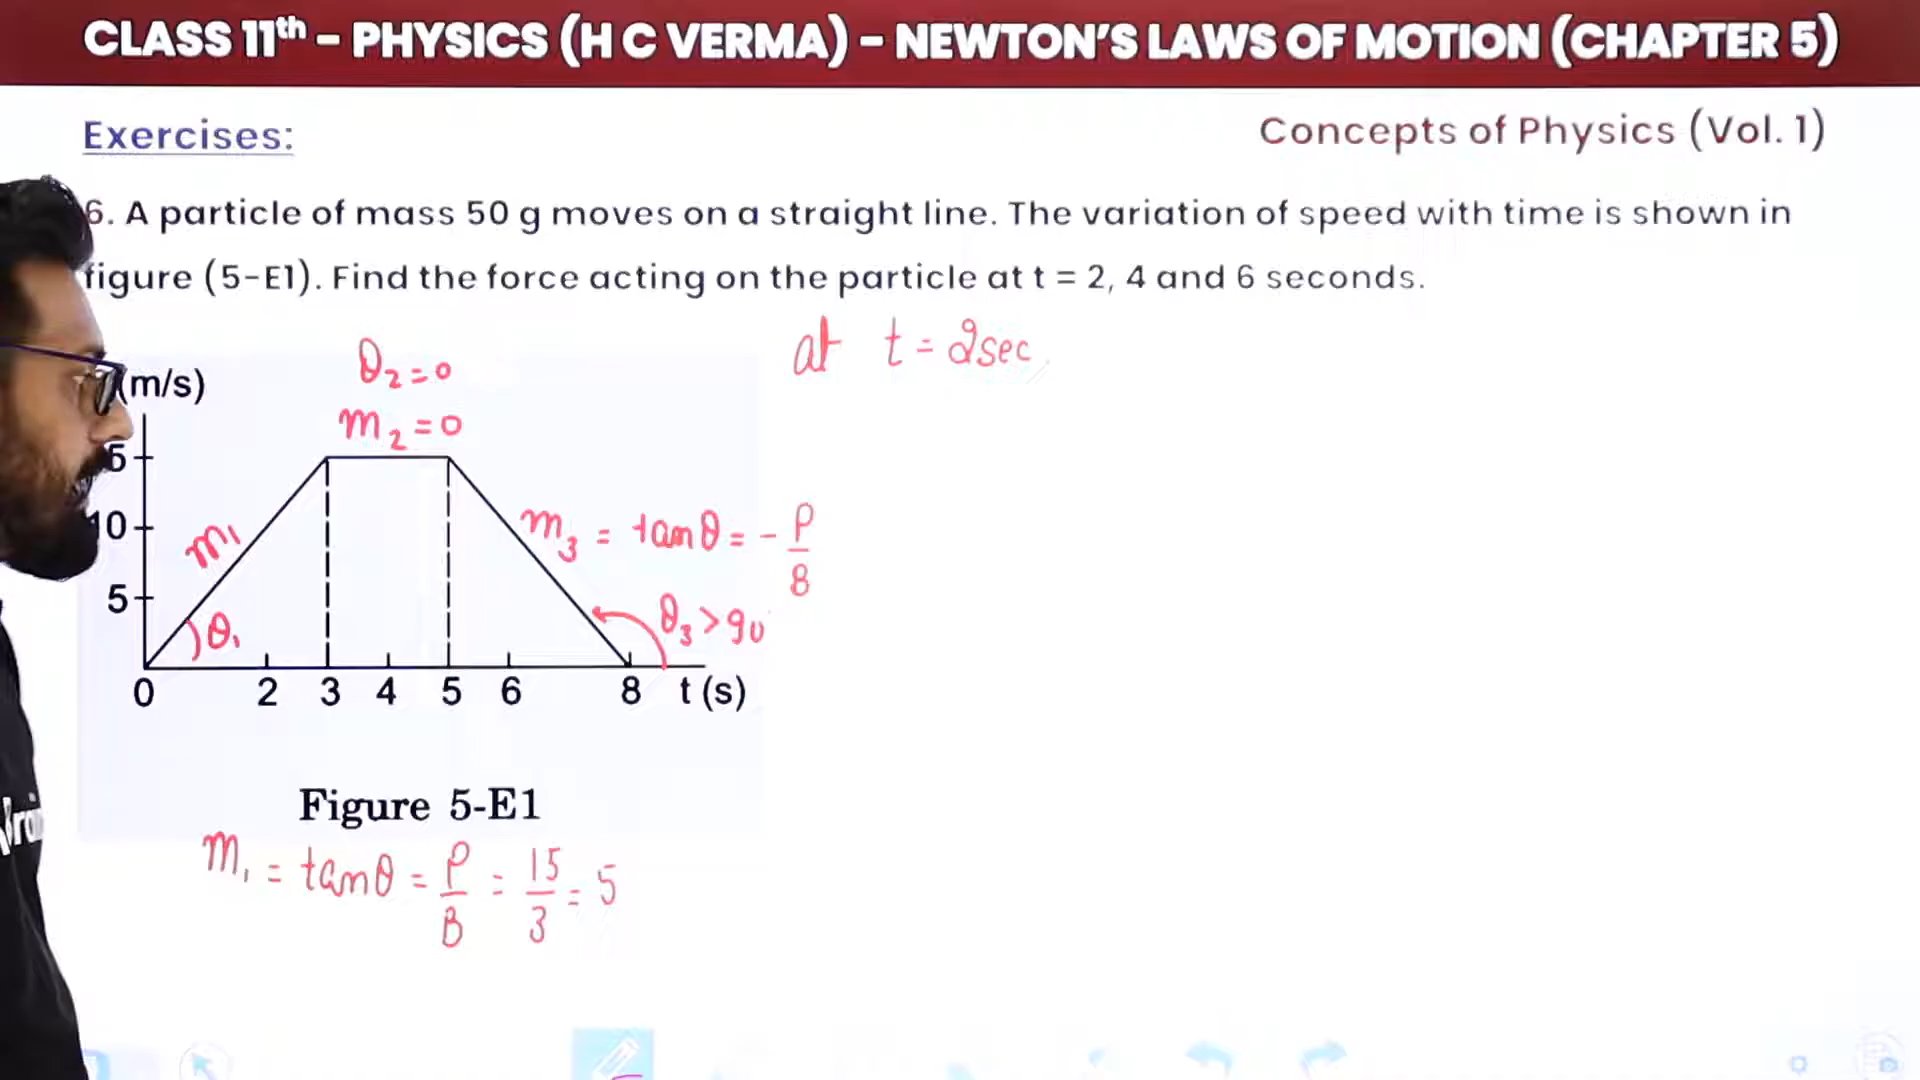 CLASS 11th – PHYSICS (H C VERMA) – NEWTON'S LAWS OF MOTION (CHAPTER 5)
Exercises:
Concepts of Physics (Vol. 1)
6. A particle of mass 50 g moves on a straight line. The variation of speed with time is shown in
figure (5-E1). Find the force acting on the particle at t = 2, 4 and 6 seconds.
at t = 2sec
θ2 = 0
(m/s)
m2 = 0
5
10
m1
m3 = tanθ = - P/B
5
θ1
θ3 > 90
0 2 3 4 5 6 8 t (s)
Figure 5-E1
m1 = tanθ = P/B = 15/3 = 5